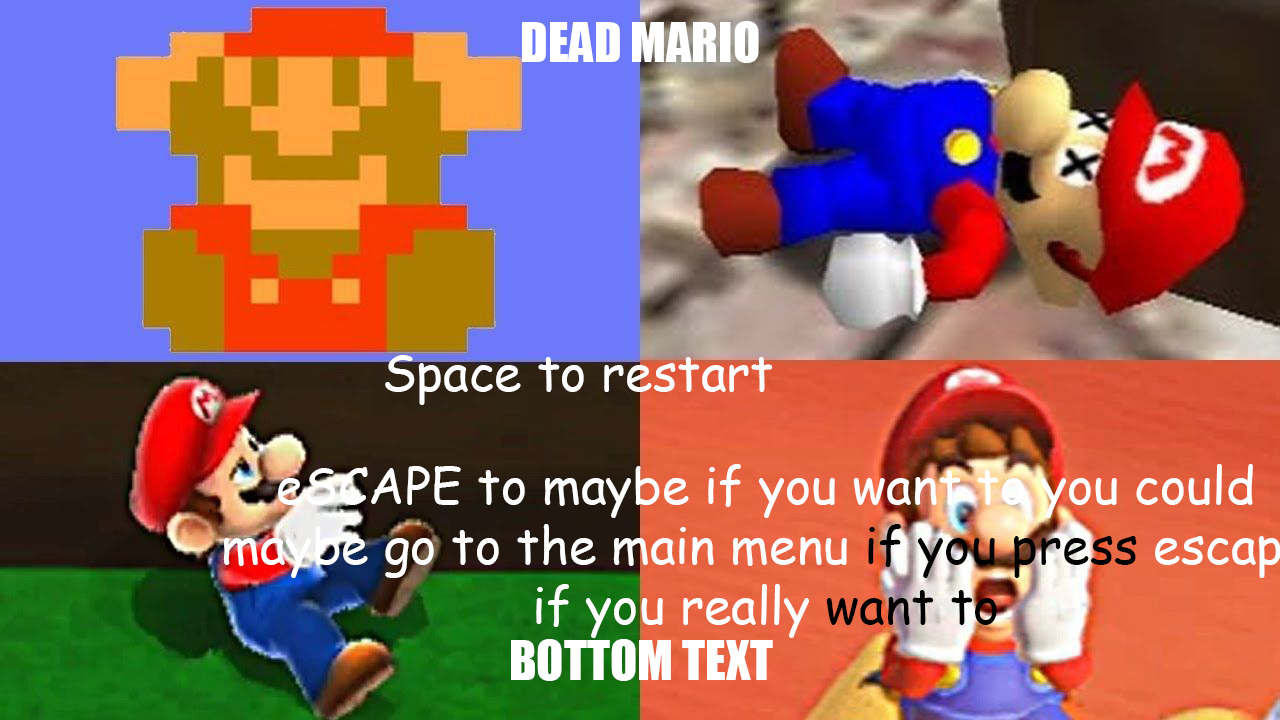 DEAD MARIO
Space to restart
eSCAPE to maybe if you want to you could
maybe go to the main menu if you press escap
if you really want to
BOTTOM TEXT